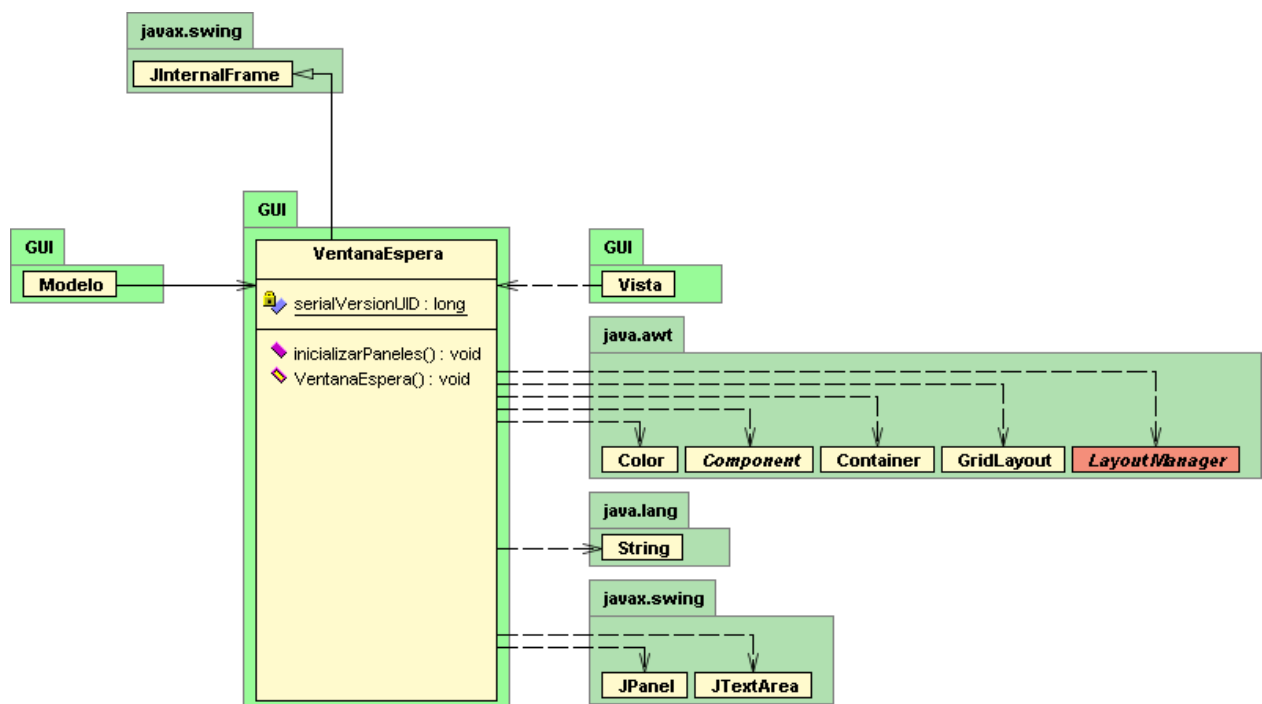 javax.swing
JInternalFrame
GUI
VentanaEspera
serialVersionUID : long
inicializarPaneles() : void
VentanaEspera() : void
GUI
Modelo
GUI
Vista
java.awt
Color
Component
Container
GridLayout
LayoutManager
java.lang
String
javax.swing
JPanel
JTextArea